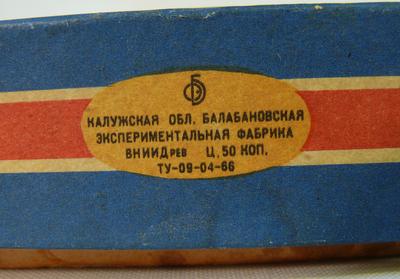 КАЛУЖСКАЯ ОБЛ. БАЛАБАНОВСКАЯ
ЭКСПЕРИМЕНТАЛЬНАЯ ФАБРИКА
ВНИИДрев Ц. 50 КОП.
ТУ-09-04-66